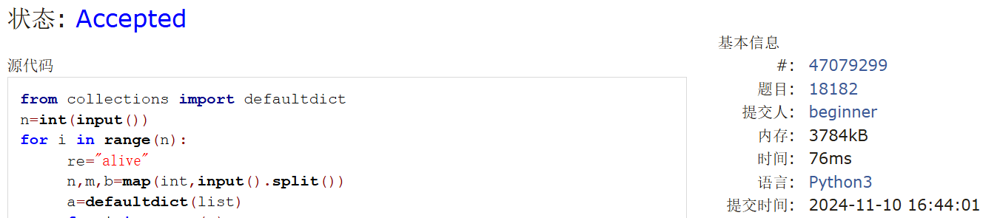 状态: Accepted
源代码
from collections import defaultdict
n=int(input())
for i in range(n):
re="alive"
n,m,b=map(int,input().split())
a=defaultdict(list)
基本信息
#: 47079299
题目: 18182
提交人: beginner
内存: 3784kB
时间: 76ms
语言: Python3
提交时间: 2024-11-10 16:44:01